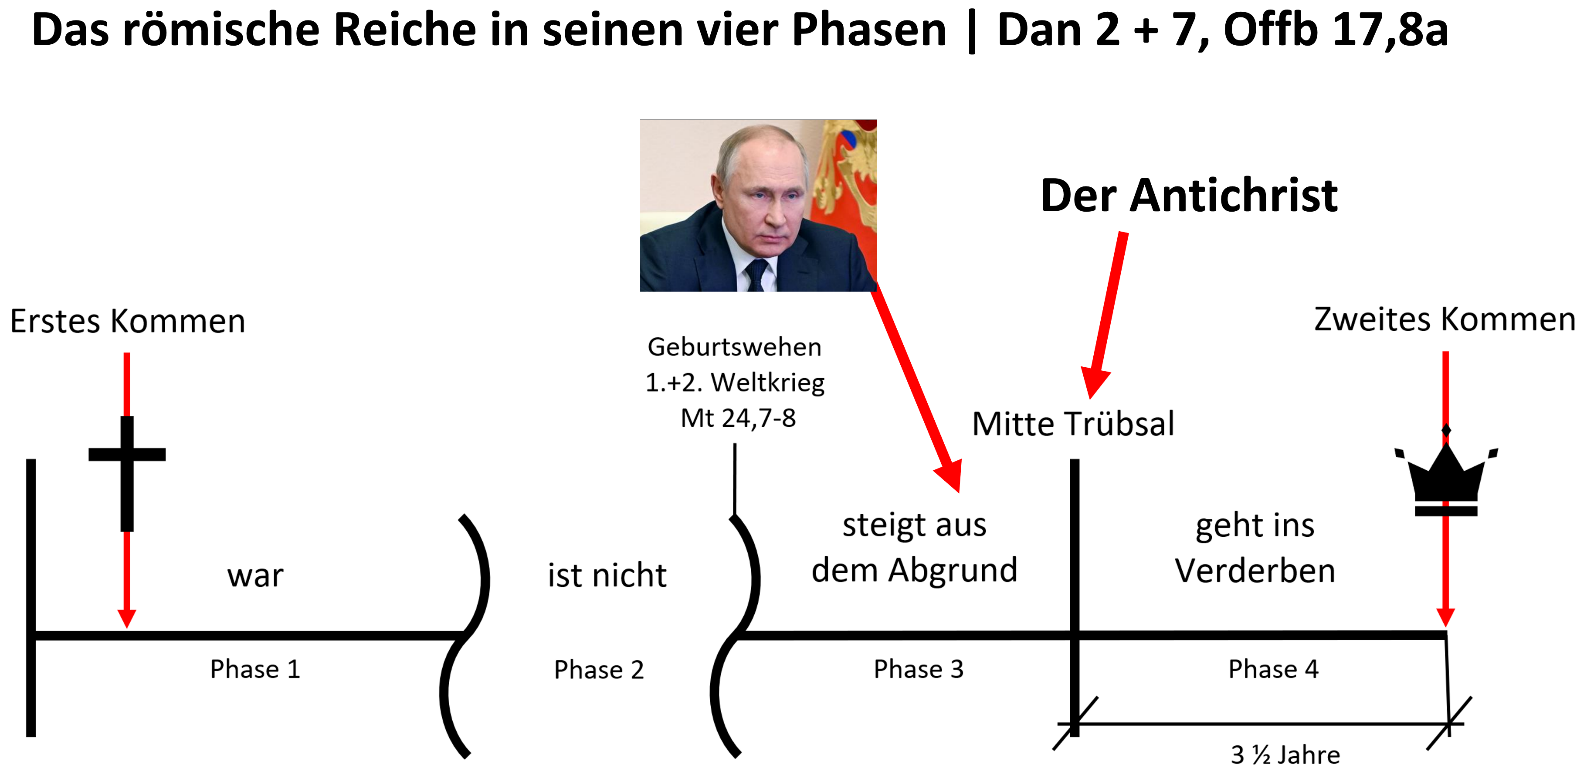 Das römische Reiche in seinen vier Phasen | Dan 2 + 7, Offb 17,8a
Der Antichrist
Erstes Kommen
Zweites Kommen
Geburtswehen
1.+2. Weltkrieg
Mt 24,7-8
Mitte Trübsal
war
ist nicht
steigt aus
dem Abgrund
geht ins
Verderben
Phase 1
Phase 2
Phase 3
Phase 4
3 ½ Jahre